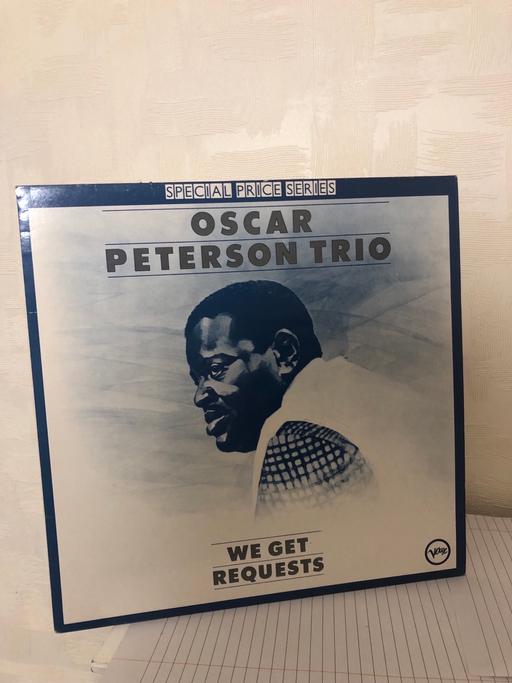 SPECIAL PRICE SERIES
OSCAR
PETERSON TRIO
WE GET
REQUESTS
Verve